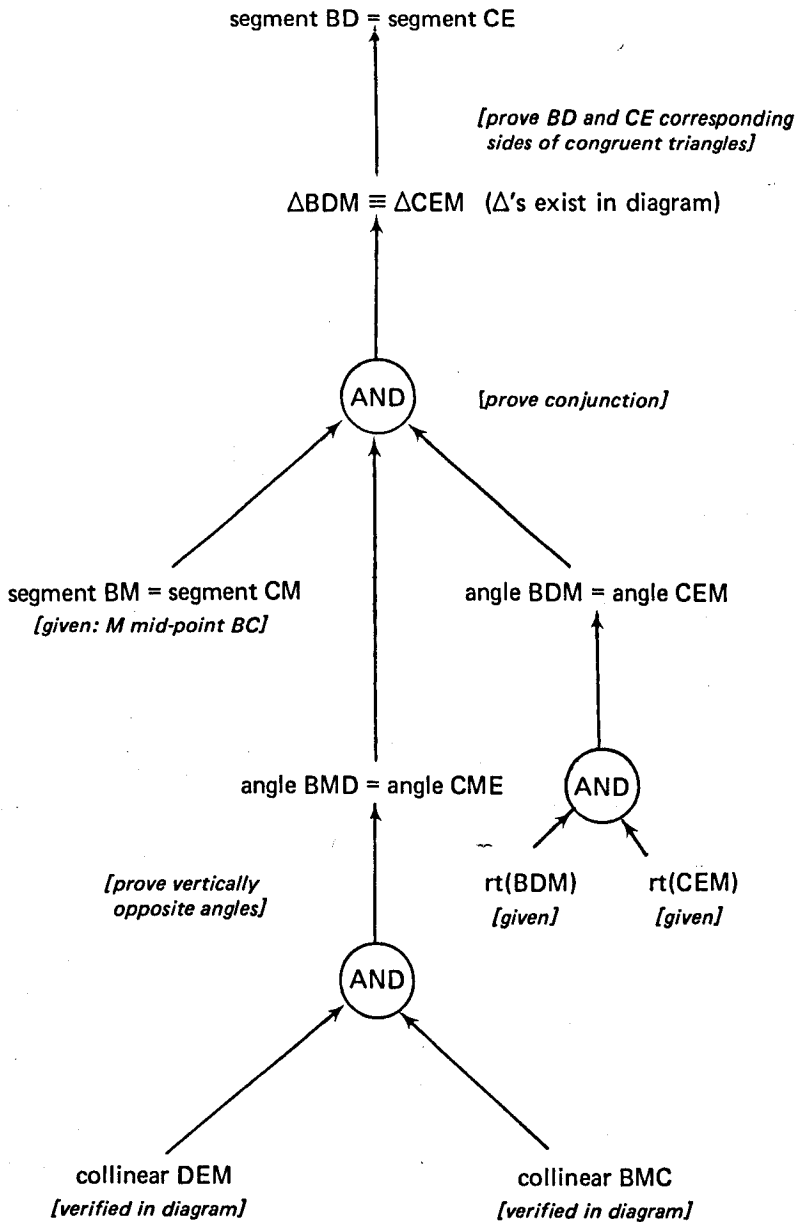 segment BD = segment CE
[prove BD and CE corresponding
sides of congruent triangles]
ΔBDM ≡ ΔCEM (Δ's exist in diagram)
AND
[prove conjunction]
segment BM = segment CM
[given: M mid-point BC]
angle BDM = angle CEM
angle BMD = angle CME
AND
[prove vertically
opposite angles]
rt(BDM)
[given]
rt(CEM)
[given]
AND
collinear DEM
[verified in diagram]
collinear BMC
[verified in diagram]